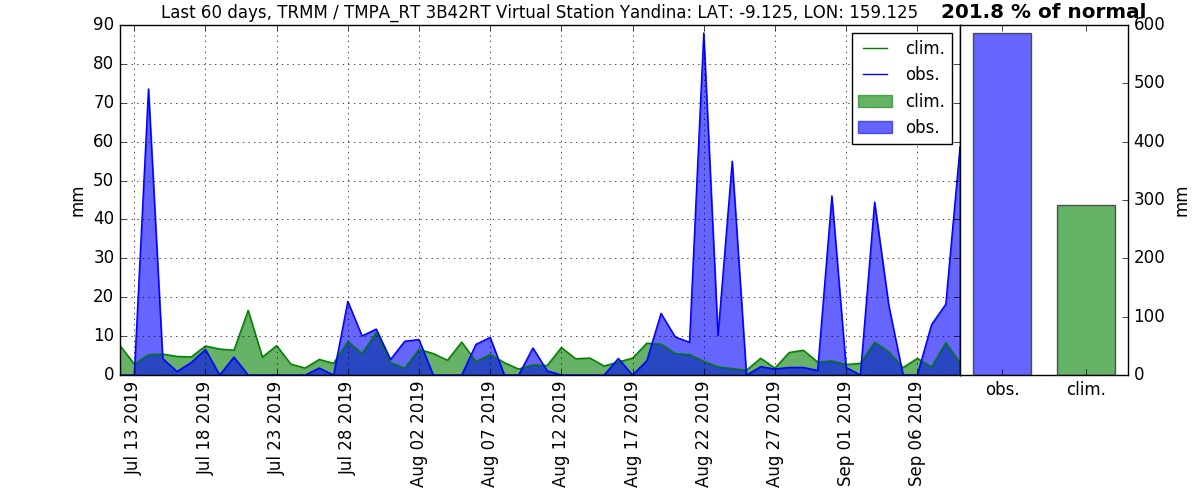 Last 60 days, TRMM / TMPA_RT 3B42RT Virtual Station Yandina: LAT: -9.125, LON: 159.125
201.8 % of normal
90
80
70
60
50
40
30
20
10
0
mm
clim.
obs.
clim.
obs.
600
500
400
300
200
100
0
mm
Jul 13 2019
Jul 18 2019
Jul 23 2019
Jul 28 2019
Aug 02 2019
Aug 07 2019
Aug 12 2019
Aug 17 2019
Aug 22 2019
Aug 27 2019
Sep 01 2019
Sep 06 2019
obs.
clim.